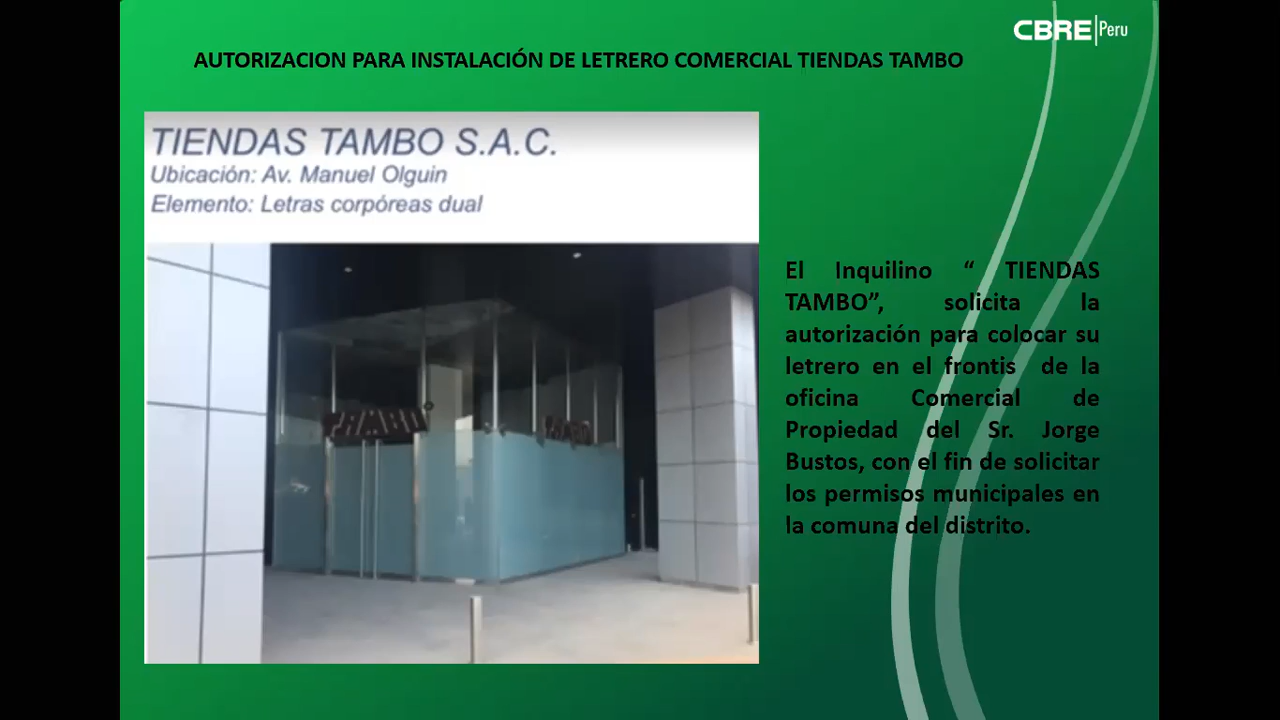 CBRE Peru
AUTORIZACION PARA INSTALACIÓN DE LETRERO COMERCIAL TIENDAS TAMBO
TIENDAS TAMBO S.A.C.
Ubicación: Av. Manuel Olguin
Elemento: Letras corpóreas dual
TAMBO
TAMBO
El Inquilino “ TIENDAS
TAMBO”, solicita la
autorización para colocar su
letrero en el frontis de la
oficina Comercial de
Propiedad del Sr. Jorge
Bustos, con el fin de solicitar
los permisos municipales en
la comuna del distrito.